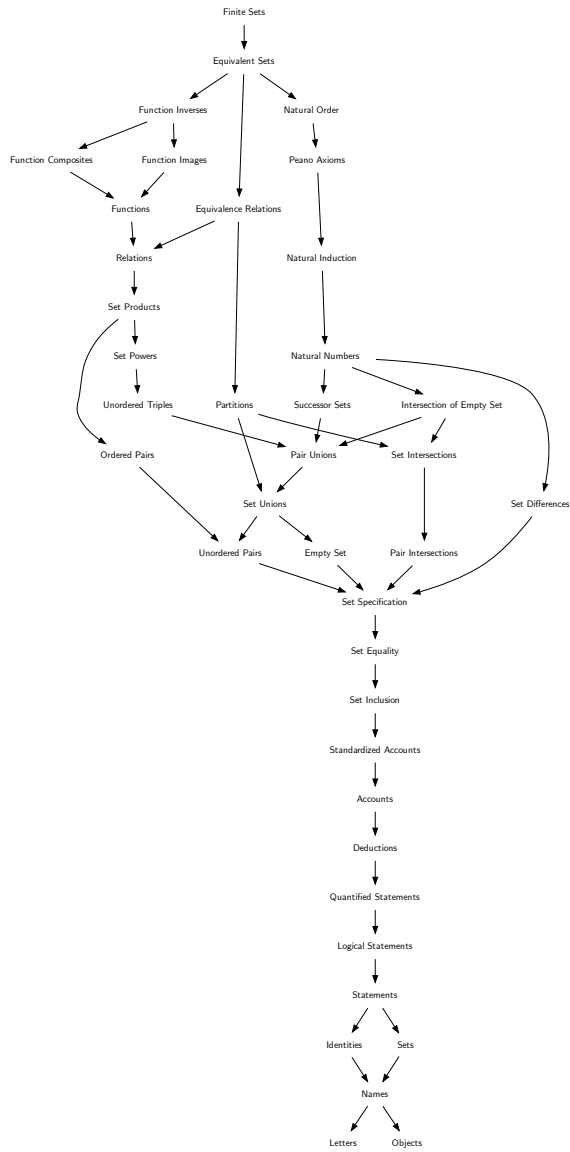 Finite Sets
Equivalent Sets
Function Inverses
Natural Order
Function Composites
Function Images
Peano Axioms
Functions
Equivalence Relations
Relations
Natural Induction
Set Products
Set Powers
Natural Numbers
Unordered Triples
Partitions
Successor Sets
Intersection of Empty Set
Ordered Pairs
Pair Unions
Set Intersections
Set Unions
Set Differences
Unordered Pairs
Empty Set
Pair Intersections
Set Specification
Set Equality
Set Inclusion
Standardized Accounts
Accounts
Deductions
Quantified Statements
Logical Statements
Statements
Identities
Sets
Names
Letters
Objects